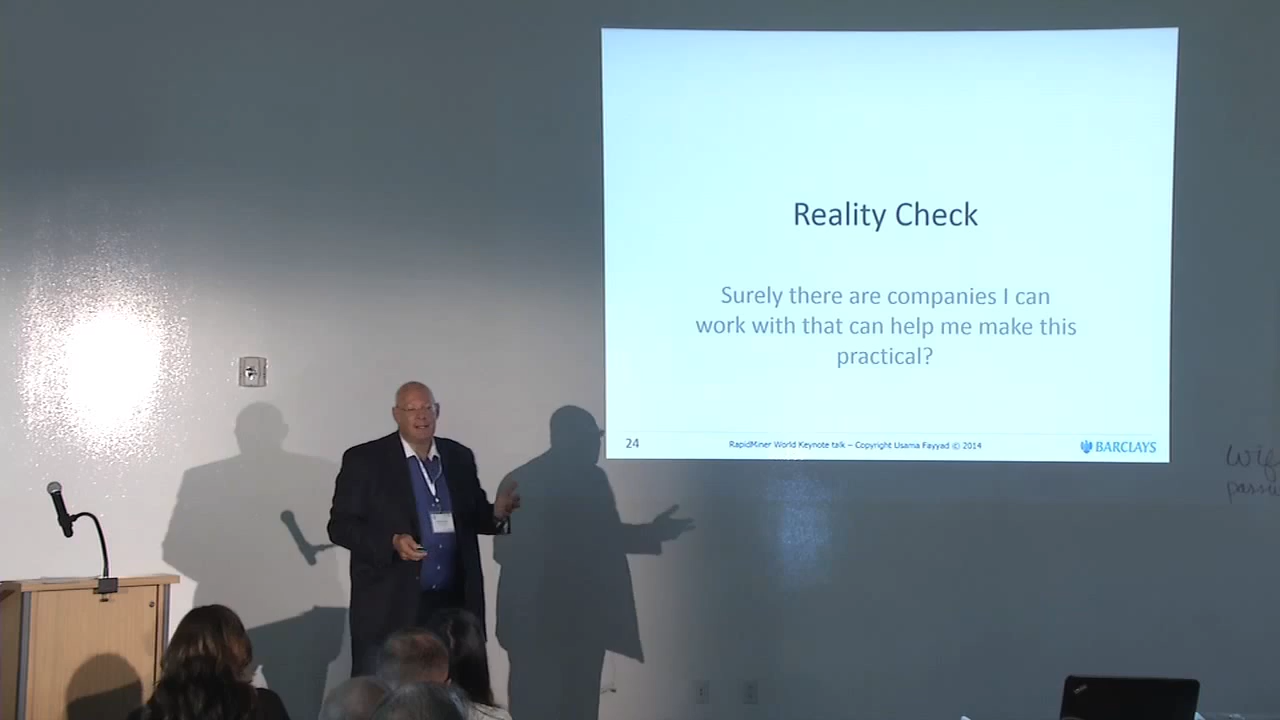 Reality Check
Surely there are companies I can
work with that can help me make this
practical?
24
RapidMiner World Keynote talk – Copyright Usama Fayyad © 2014
BARCLAYS